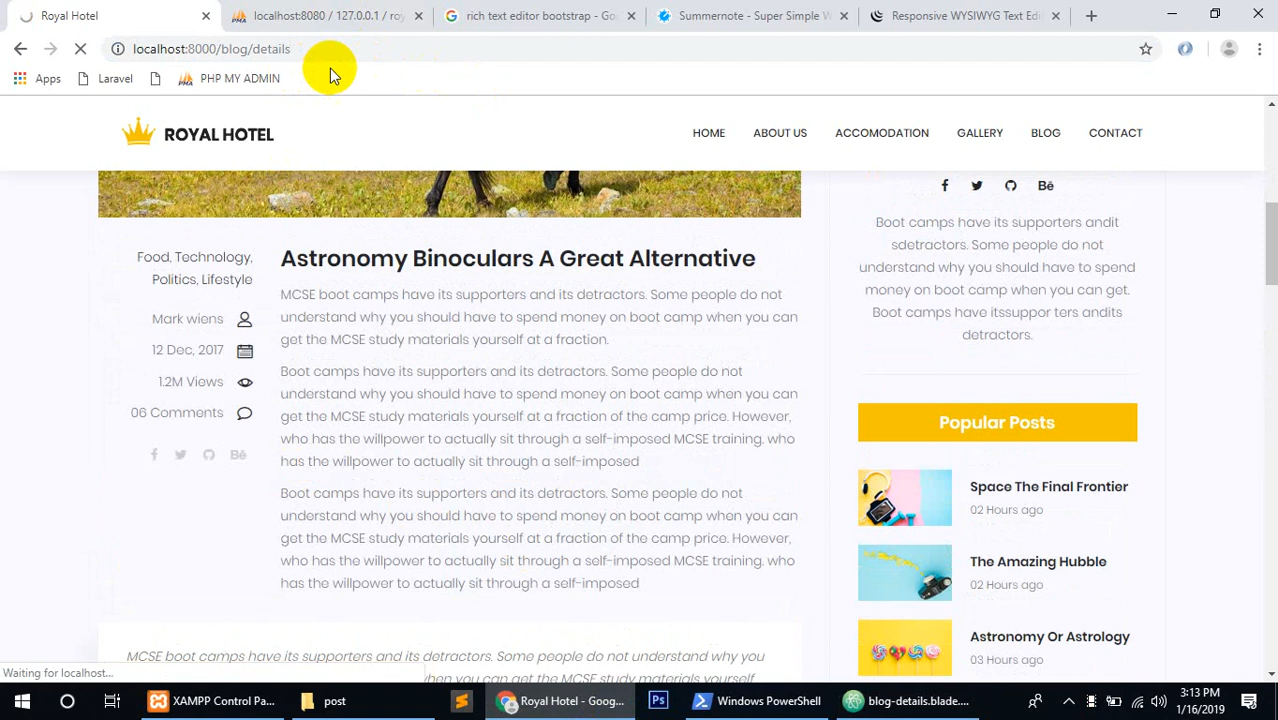 Royal Hotel
localhost:8080 / 127.0.0.1 / roy
rich text editor bootstrap - Goo
Summernote - Super Simple W
Responsive WYSIWYG Text Edi
localhost:8000/blog/details
Apps
Laravel
PHP MY ADMIN
ROYAL HOTEL
HOME
ABOUT US
ACCOMODATION
GALLERY
BLOG
CONTACT
Food, Technology,
Politics, Lifestyle
Mark wiens
12 Dec, 2017
1.2M Views
06 Comments
Astronomy Binoculars A Great Alternative
MCSE boot camps have its supporters and its detractors. Some people do not
understand why you should have to spend money on boot camp when you can
get the MCSE study materials yourself at a fraction.
Boot camps have its supporters and its detractors. Some people do not
understand why you should have to spend money on boot camp when you can
get the MCSE study materials yourself at a fraction of the camp price. However,
who has the willpower to actually sit through a self-imposed MCSE training. who
has the willpower to actually sit through a self-imposed
Boot camps have its supporters and its detractors. Some people do not
understand why you should have to spend money on boot camp when you can
get the MCSE study materials yourself at a fraction of the camp price. However,
who has the willpower to actually sit through a self-imposed MCSE training. who
has the willpower to actually sit through a self-imposed
MCSE boot camps have its supporters and its detractors. Some people do not understand why you
when you can get the MCSE study materials yourself
Boot camps have its supporters andit
sdetractors. Some people do not
understand why you should have to spend
money on boot camp when you can get.
Boot camps have itssuppor ters andits
detractors.
Popular Posts
Space The Final Frontier
02 Hours ago
The Amazing Hubble
02 Hours ago
Astronomy Or Astrology
03 Hours ago
Waiting for localhost...
XAMPP Control Pa...
post
Royal Hotel - Goog...
Windows PowerShell
blog-details.blade....
3:13 PM
1/16/2019